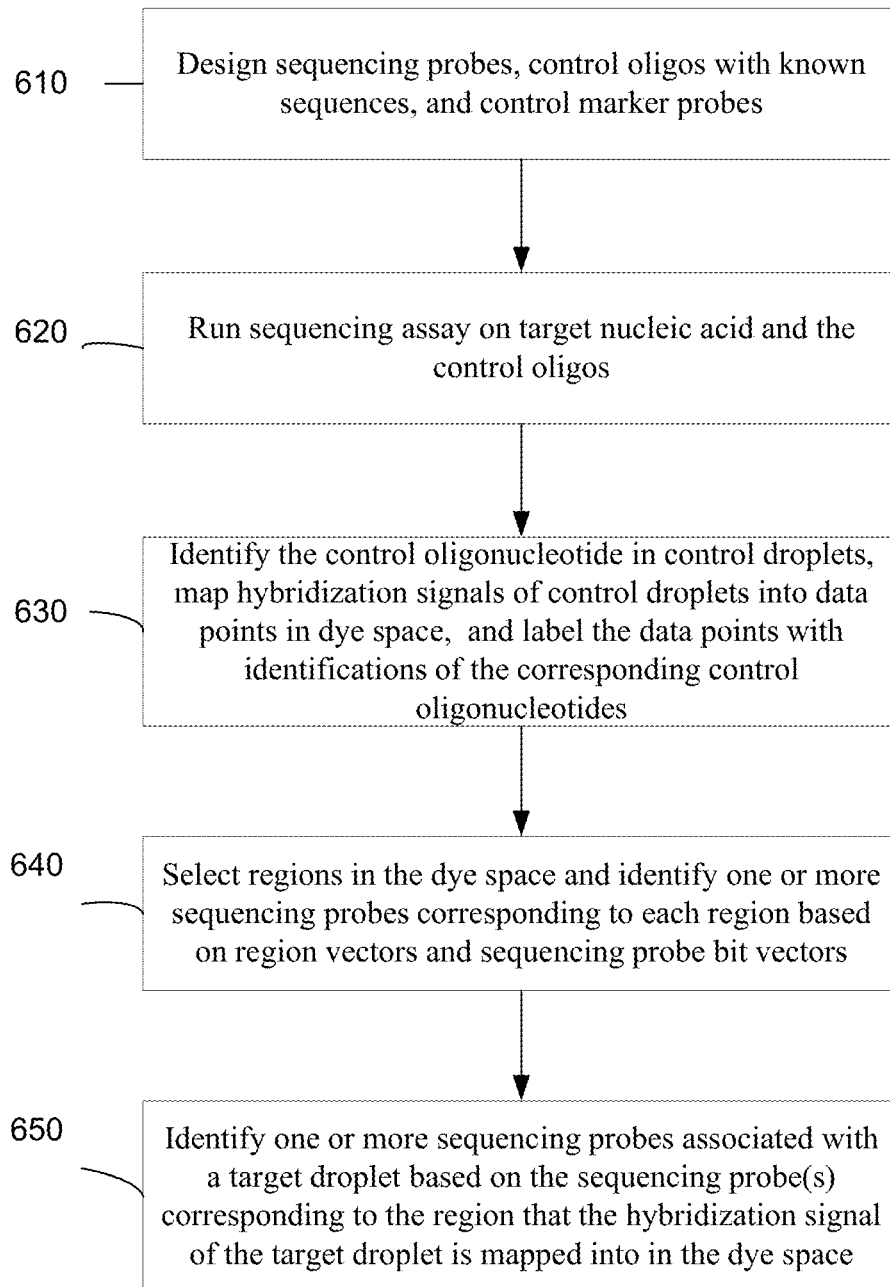 610
Design sequencing probes, control oligos with known
sequences, and control marker probes
620
Run sequencing assay on target nucleic acid and the
control oligos
630
Identify the control oligonucleotide in control droplets,
map hybridization signals of control droplets into data
points in dye space, and label the data points with
identifications of the corresponding control
oligonucleotides
640
Select regions in the dye space and identify one or more
sequencing probes corresponding to each region based
on region vectors and sequencing probe bit vectors
650
Identify one or more sequencing probes associated with
a target droplet based on the sequencing probe(s)
corresponding to the region that the hybridization signal
of the target droplet is mapped into in the dye space